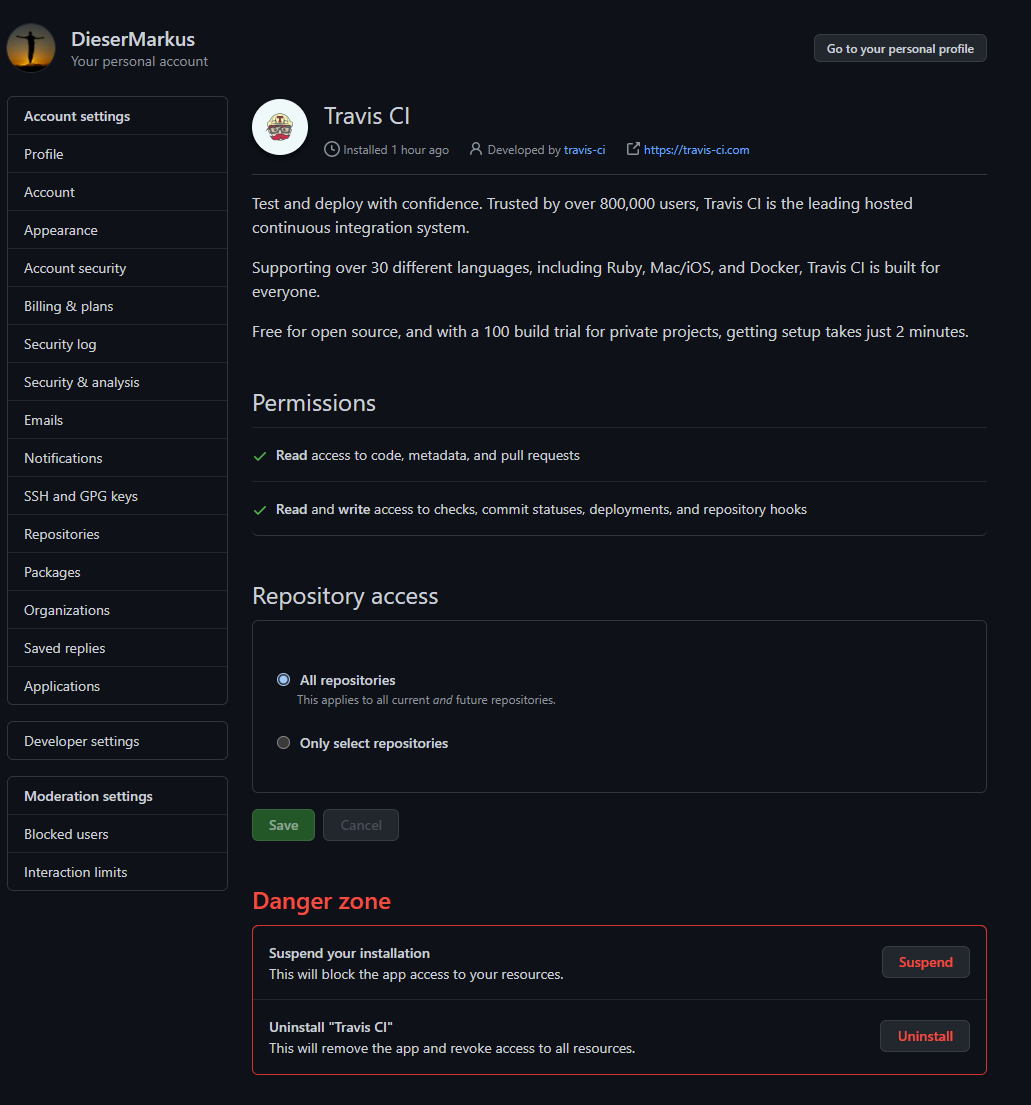 DieserMarkus
Your personal account
Go to your personal profile
Account settings
Profile
Account
Appearance
Account security
Billing & plans
Security log
Security & analysis
Emails
Notifications
SSH and GPG keys
Repositories
Packages
Organizations
Saved replies
Applications
Developer settings
Moderation settings
Blocked users
Interaction limits
Travis CI
Installed 1 hour ago Developed by travis-ci https://travis-ci.com
Test and deploy with confidence. Trusted by over 800,000 users, Travis CI is the leading hosted
continuous integration system.
Supporting over 30 different languages, including Ruby, Mac/iOS, and Docker, Travis CI is built for
everyone.
Free for open source, and with a 100 build trial for private projects, getting setup takes just 2 minutes.
Permissions
Read access to code, metadata, and pull requests
Read and write access to checks, commit statuses, deployments, and repository hooks
Repository access
All repositories
This applies to all current and future repositories.
Only select repositories
Save Cancel
Danger zone
Suspend your installation
This will block the app access to your resources.
Suspend
Uninstall "Travis CI"
This will remove the app and revoke access to all resources.
Uninstall